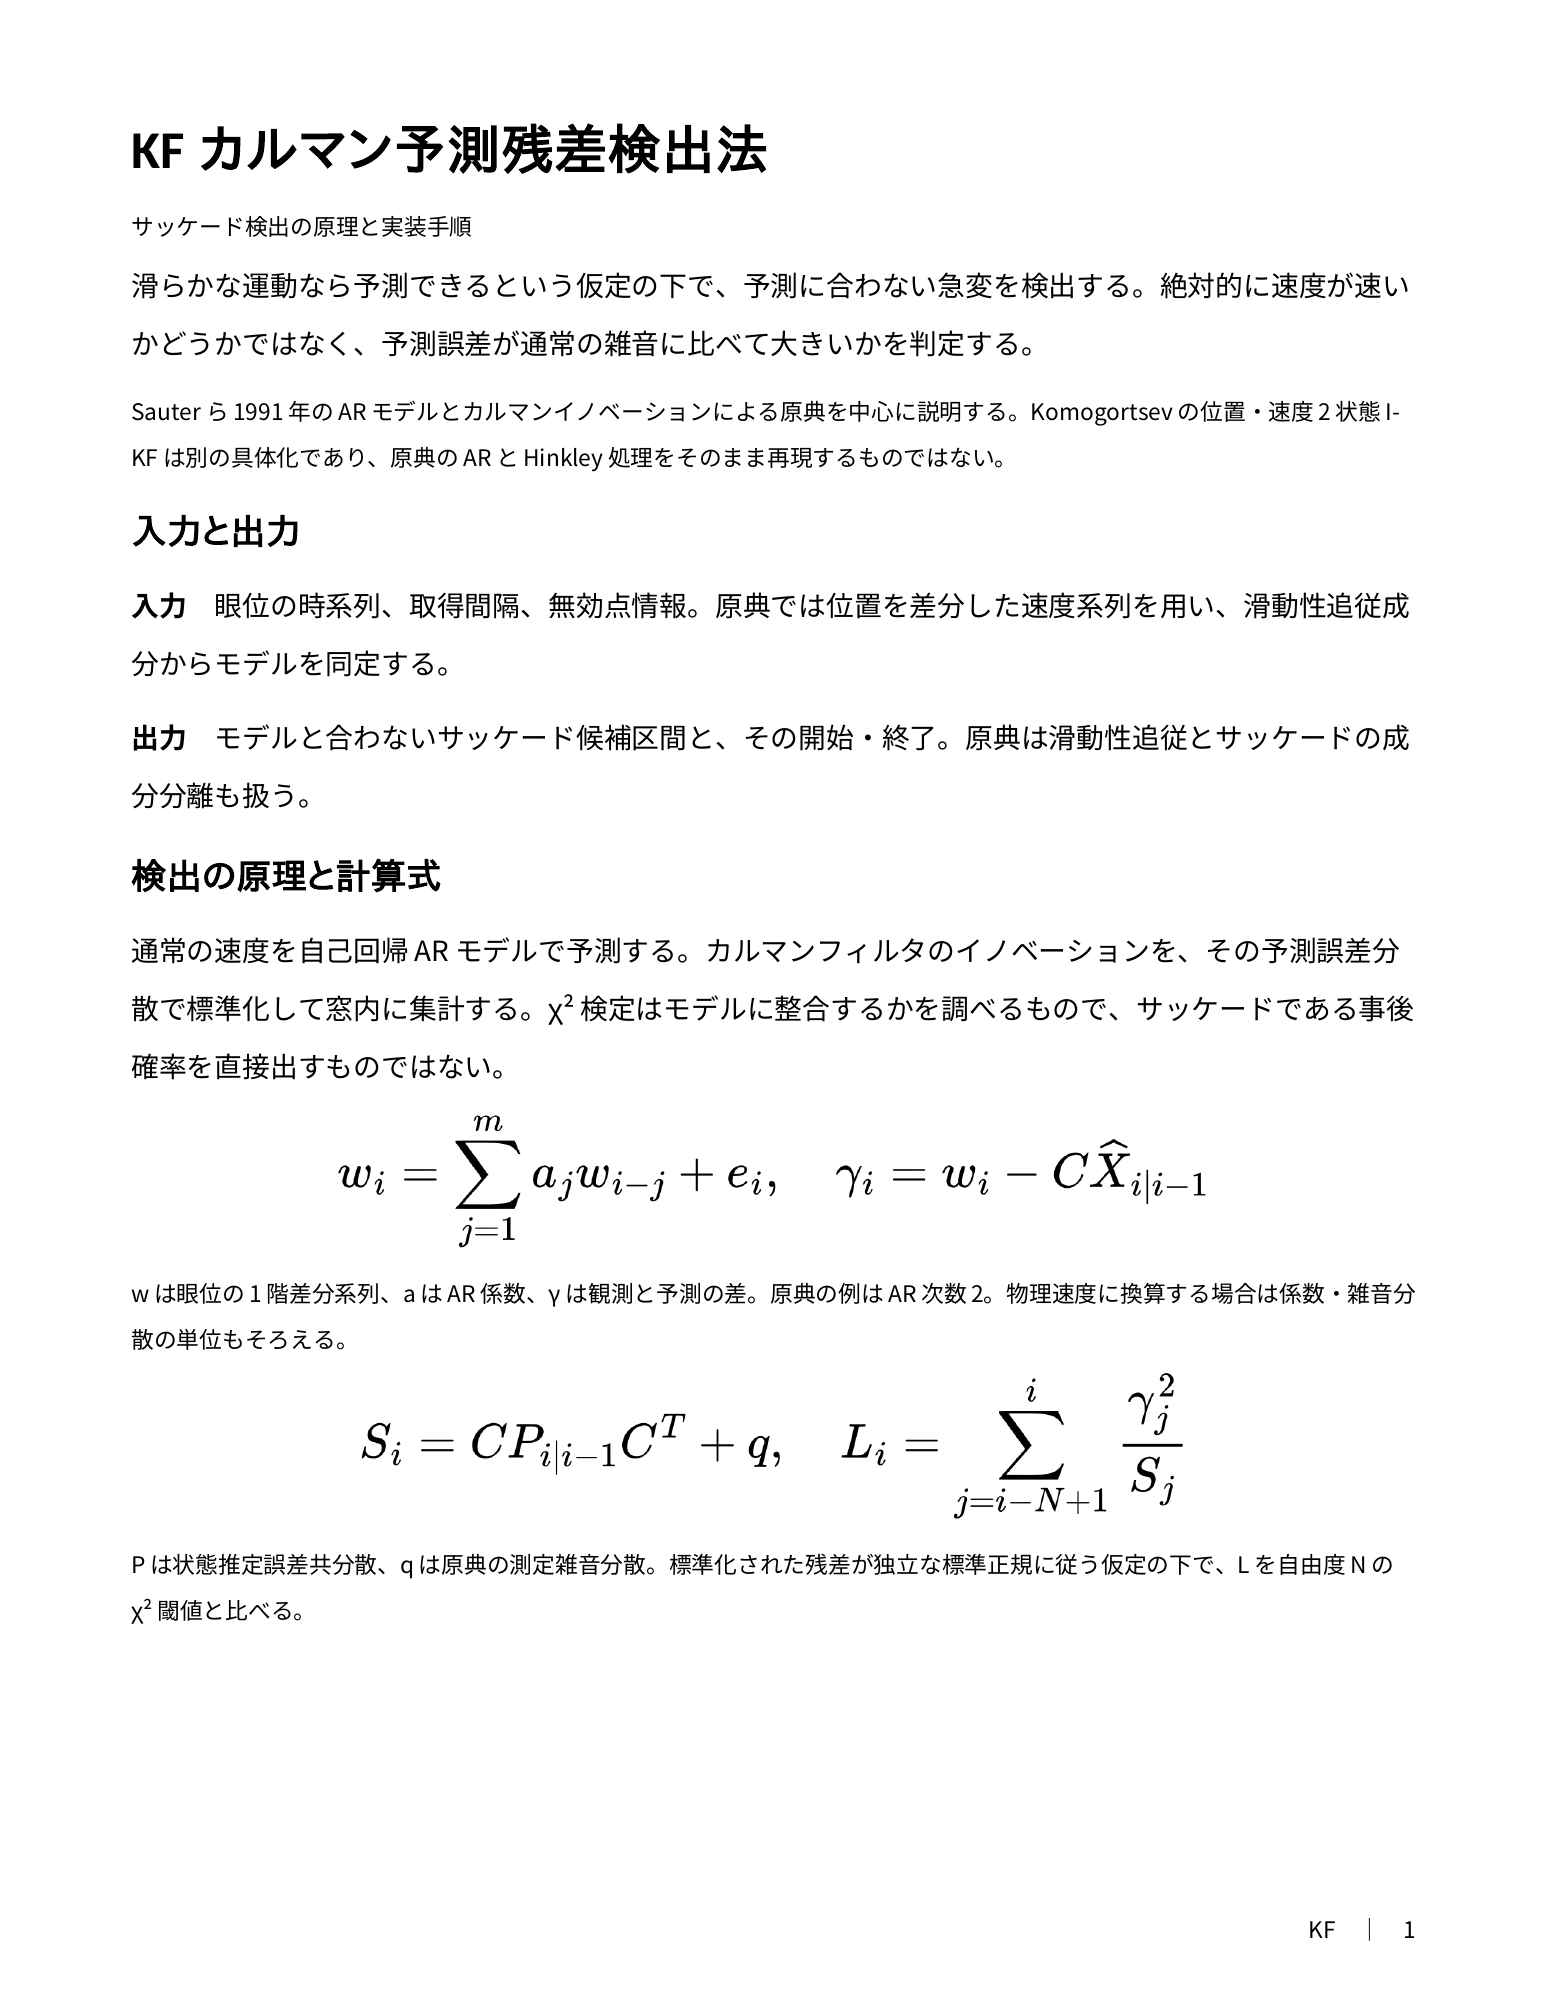 KF カルマン予測残差検出法
サッケード検出の原理と実装手順
滑らかな運動なら予測できるという仮定の下で、予測に合わない急変を検出する。絶対的に速度が速い
かどうかではなく、予測誤差が通常の雑音に比べて大きいかを判定する。
Sauter ら 1991 年の AR モデルとカルマンイノベーションによる原典を中心に説明する。Komogortsev の位置・速度 2 状態 I-
KF は別の具体化であり、原典の AR と Hinkley 処理をそのまま再現するものではない。
入力と出力
入力　眼位の時系列、取得間隔、無効点情報。原典では位置を差分した速度系列を用い、滑動性追従成
分からモデルを同定する。
出力　モデルと合わないサッケード候補区間と、その開始・終了。原典は滑動性追従とサッケードの成
分分離も扱う。
検出の原理と計算式
通常の速度を自己回帰 AR モデルで予測する。カルマンフィルタのイノベーションを、その予測誤差分
散で標準化して窓内に集計する。χ² 検定はモデルに整合するかを調べるもので、サッケードである事後
確率を直接出すものではない。
$w_i = \sum_{j=1}^{m} a_j w_{i-j} + e_i, \quad \gamma_i = w_i - C\widehat{X}_{i|i-1}$
w は眼位の 1 階差分系列、a は AR 係数、γ は観測と予測の差。原典の例は AR 次数 2。物理速度に換算する場合は係数・雑音分
散の単位もそろえる。
$S_i = CP_{i|i-1}C^T + q, \quad L_i = \sum_{j=i-N+1}^{i} \frac{\gamma_j^2}{S_j}$
P は状態推定誤差共分散、q は原典の測定雑音分散。標準化された残差が独立な標準正規に従う仮定の下で、L を自由度 N の
χ² 閾値と比べる。
KF ｜ 1